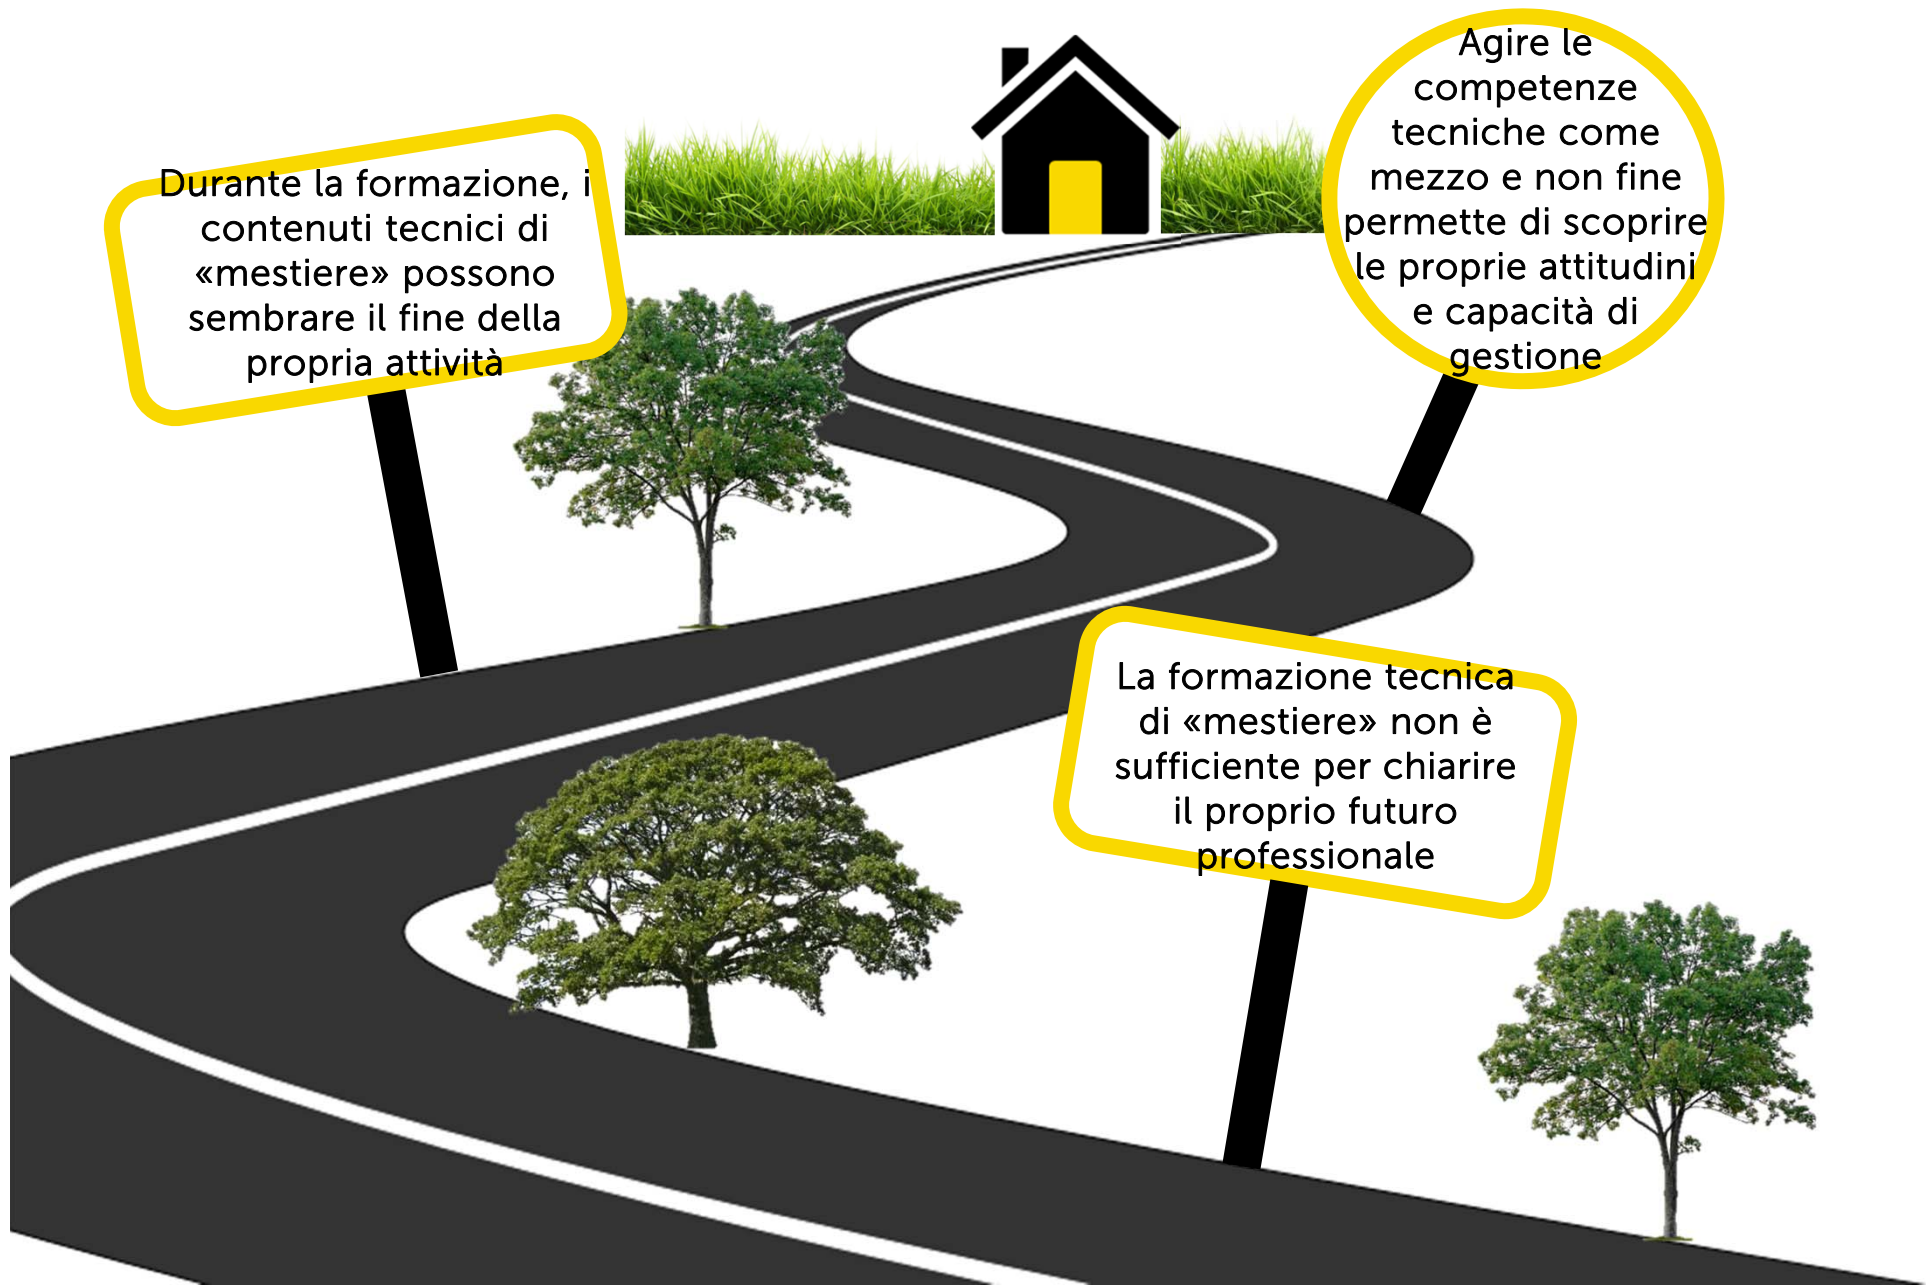 Durante la formazione, i
contenuti tecnici di
«mestiere» possono
sembrare il fine della
propria attività
Agire le
competenze
tecniche come
mezzo e non fine
permette di scoprire
le proprie attitudini
e capacità di
gestione
La formazione tecnica
di «mestiere» non è
sufficiente per chiarire
il proprio futuro
professionale